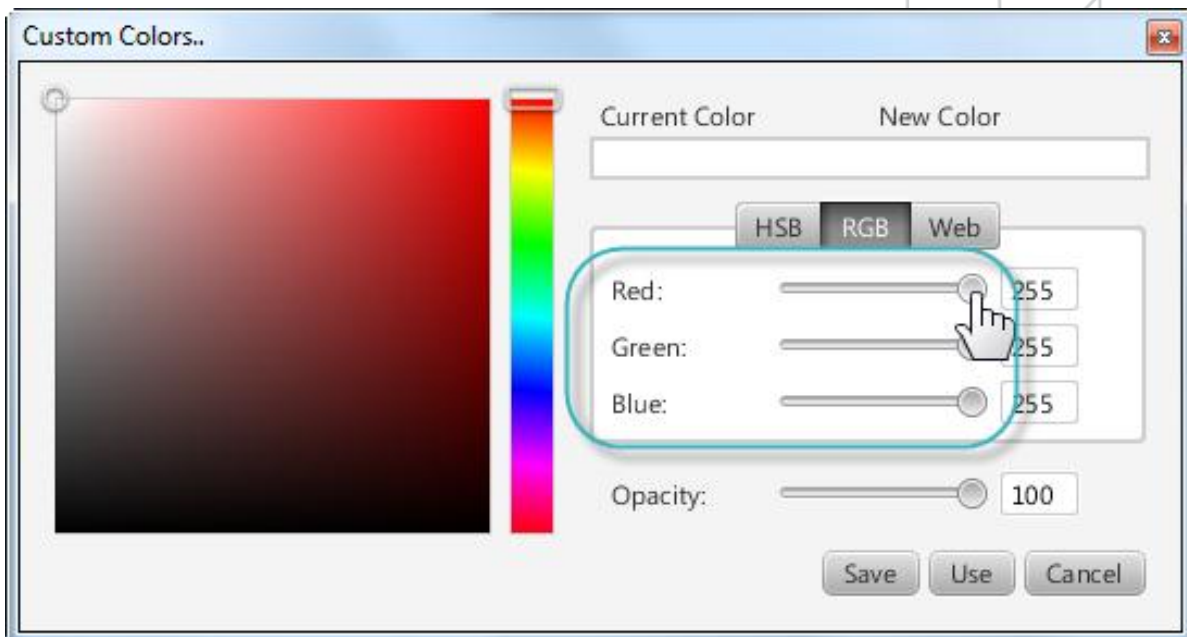 Custom Colors..
Current Color New Color
HSB RGB Web
Red: 255
Green: 255
Blue: 255
Opacity: 100
Save Use Cancel